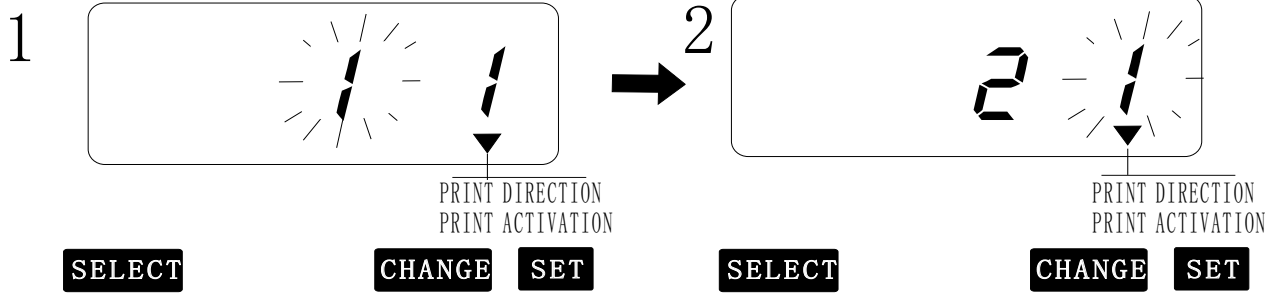 1
1 1
PRINT DIRECTION
PRINT ACTIVATION
SELECT CHANGE SET
2
2 1
PRINT DIRECTION
PRINT ACTIVATION
SELECT CHANGE SET